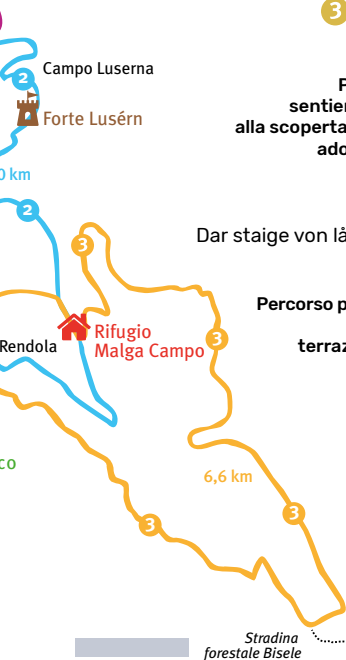 3
2
Campo Luserna
Forte Lusérn
sentier
alla scoperta
ado
0 km
2
Dar staige von lå
3
Percorso p
Rifugio
Malga Campo
3
Rendola
terraz
co
6,6 km
3
3
Stradina
forestale Bisele